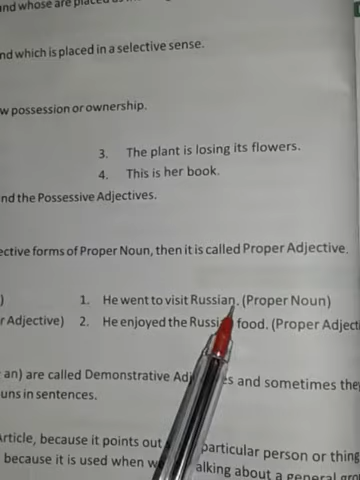 and whose are placed
nd which is placed in a selective sense.
w possession or ownership.
3. The plant is losing its flowers.
4. This is her book.
nd the Possessive Adjectives.
ective forms of Proper Noun, then it is called Proper Adjective.
) 1. He went to visit Russian. (Proper Noun)
r Adjective) 2. He enjoyed the Russia food. (Proper Adject
an) are called Demonstrative Adj es and sometimes the
uns in sentences.
Article, because it points out particular person or thing
because it is used when w alking about a general gro